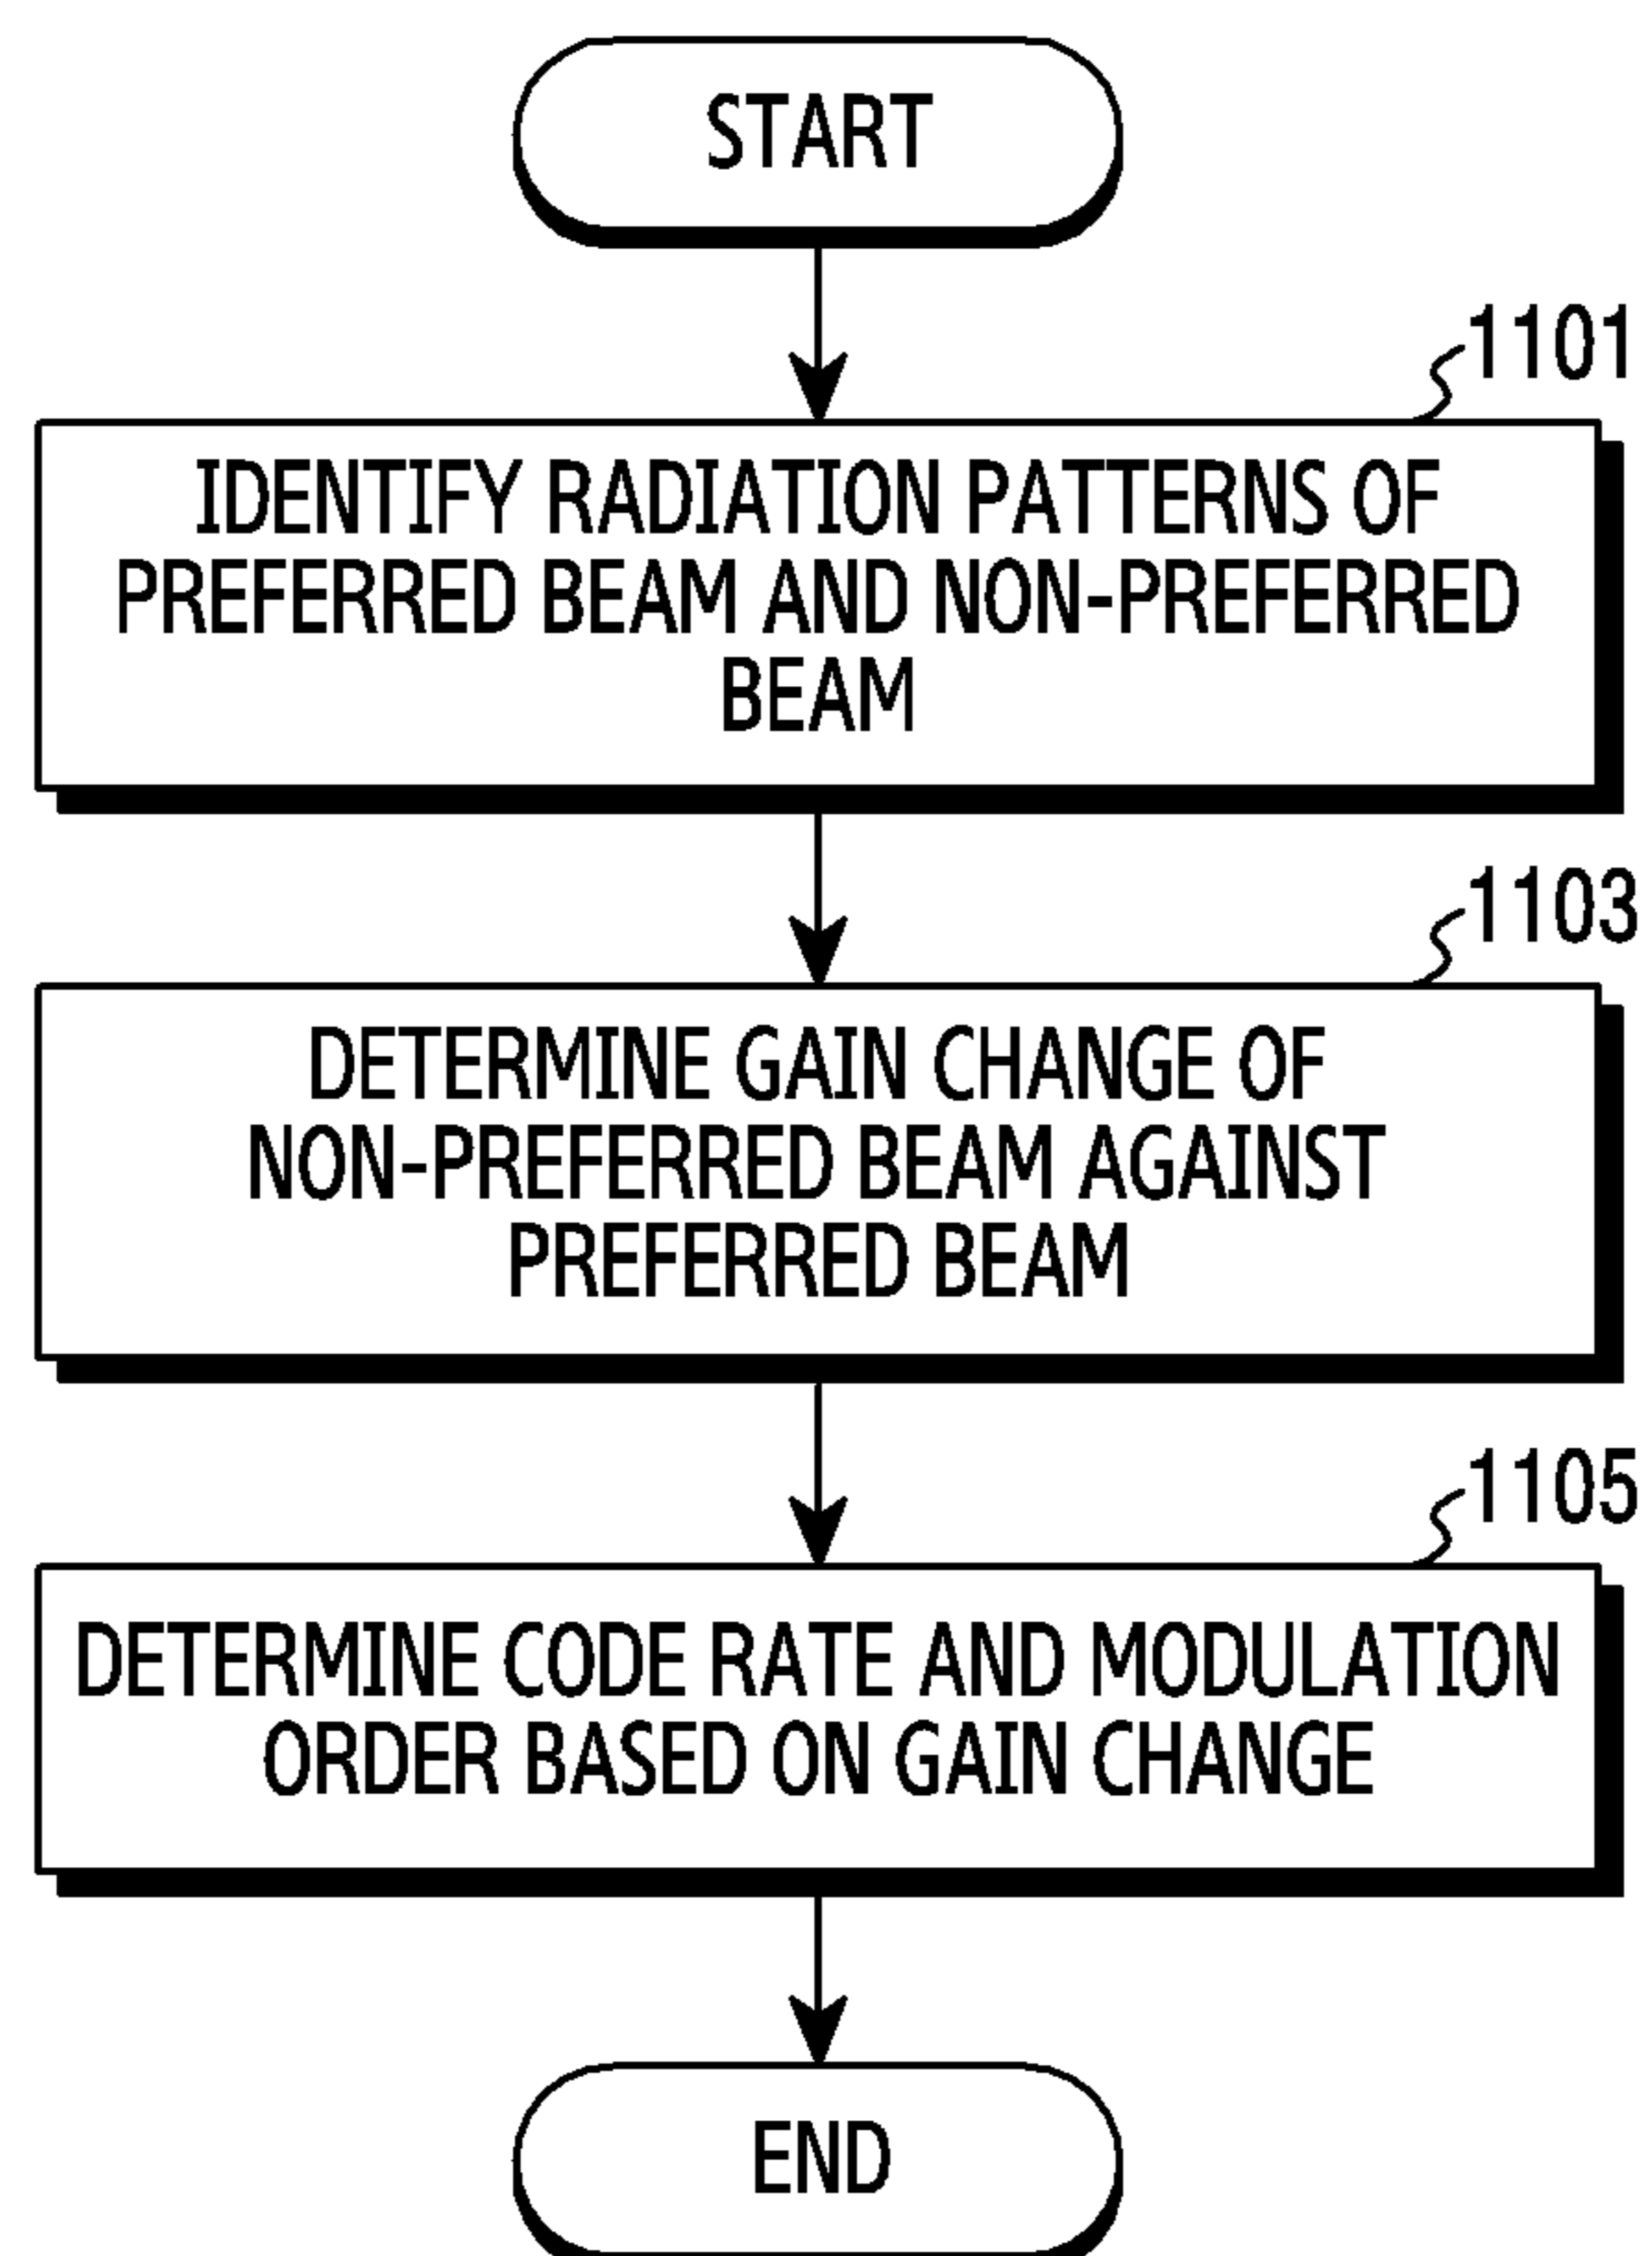 START
1101
IDENTIFY RADIATION PATTERNS OF
PREFERRED BEAM AND NON-PREFERRED
BEAM
1103
DETERMINE GAIN CHANGE OF
NON-PREFERRED BEAM AGAINST
PREFERRED BEAM
1105
DETERMINE CODE RATE AND MODULATION
ORDER BASED ON GAIN CHANGE
END